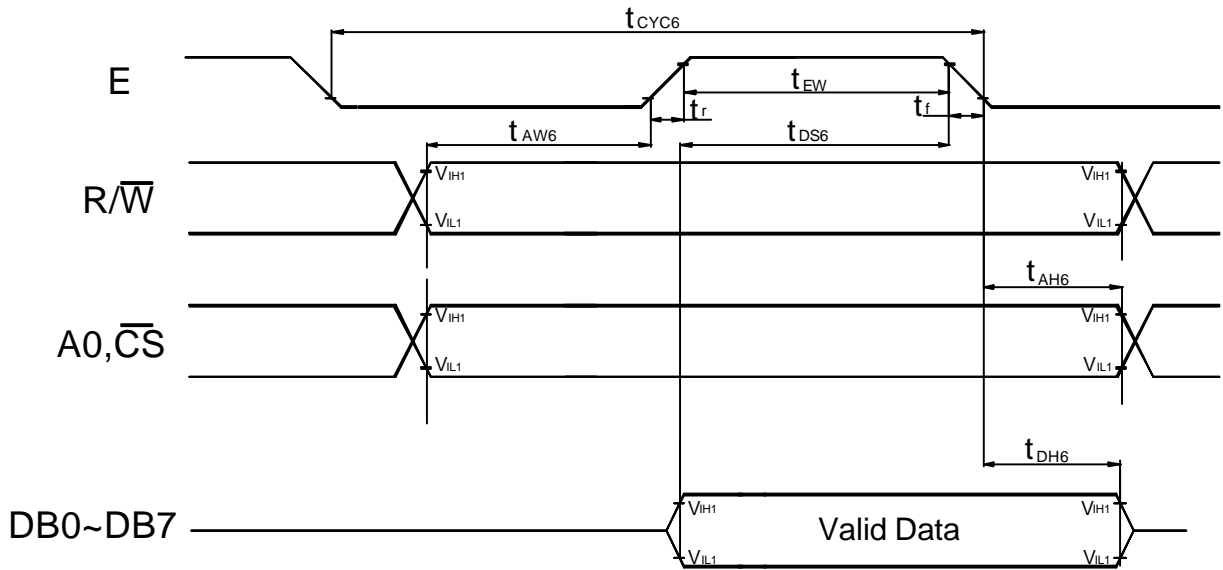 tCYC6
E
tEW
tr
tf
tAW6
tDS6
R/W̅
VIH1
VIH1
VIL1
VIL1
tAH6
A0,C̅S̅
VIH1
VIH1
VIL1
VIL1
tDH6
DB0~DB7
VIH1
Valid Data
VIH1
VIL1
VIL1